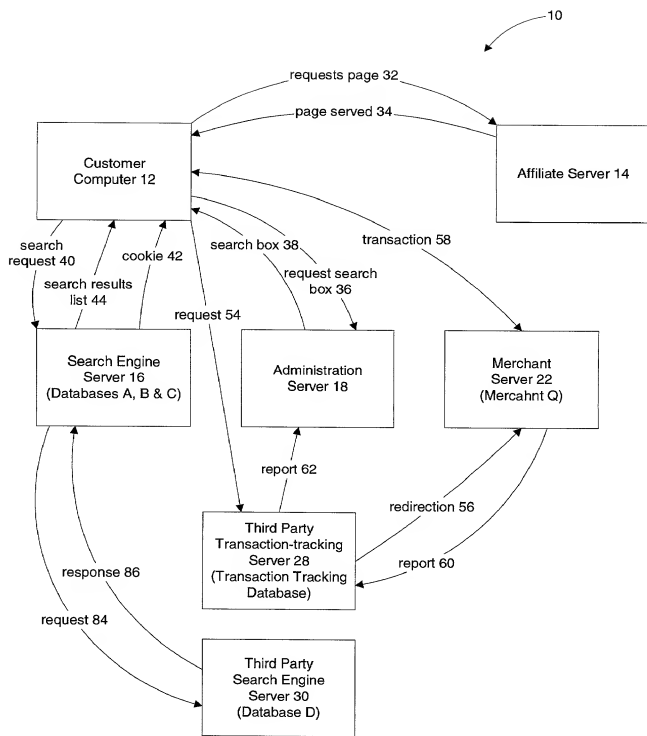 10
requests page 32
page served 34
Customer
Computer 12
Affiliate Server 14
transaction 58
search
request 40
cookie 42
search box 38
search results
list 44
request search
box 36
request 54
Search Engine
Server 16
(Databases A, B & C)
Administration
Server 18
Merchant
Server 22
(Mercahnt Q)
report 62
redirection 56
Third Party
Transaction-tracking
Server 28
(Transaction Tracking
Database)
report 60
response 86
request 84
Third Party
Search Engine
Server 30
(Database D)